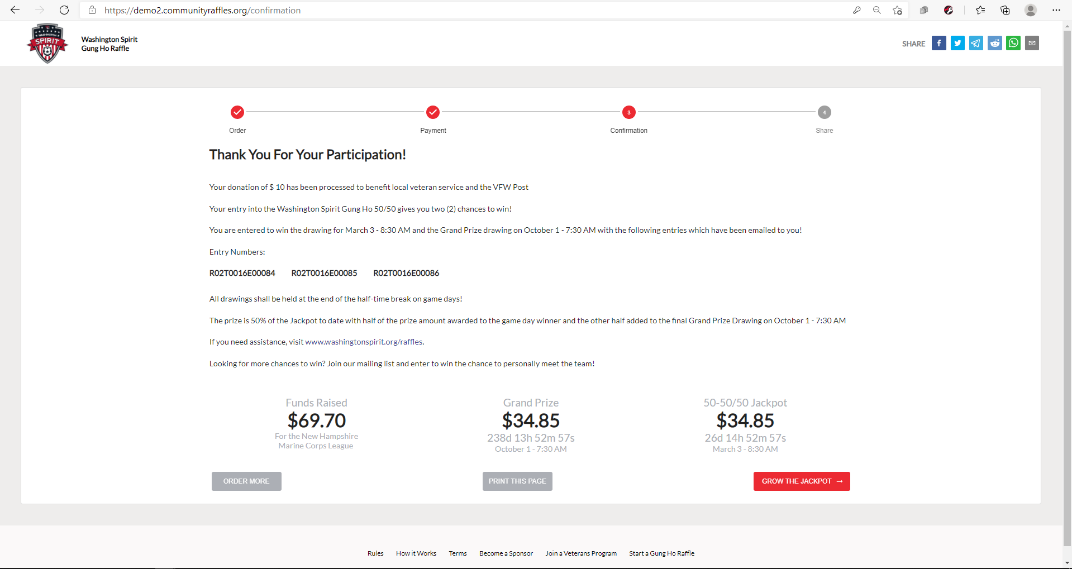 https://demo2.communityraffles.org/confirmation
SPIRIT
Washington Spirit
Gung Ho Raffle
SHARE
Order
Payment
3
Confirmation
4
Share
Thank You For Your Participation!
Your donation of $ 10 has been processed to benefit local veteran service and the VFW Post
Your entry into the Washington Spirit Gung Ho 50/50 gives you two (2) chances to win!
You are entered to win the drawing for March 3 - 8:30 AM and the Grand Prize drawing on October 1 - 7:30 AM with the following entries which have been emailed to you!
Entry Numbers:
R02T0016E00084 R02T0016E00085 R02T0016E00086
All drawings shall be held at the end of the half-time break on game days!
The prize is 50% of the Jackpot to date with half of the prize amount awarded to the game day winner and the other half added to the final Grand Prize Drawing on October 1 - 7:30 AM
If you need assistance, visit www.washingtonspirit.org/raffles.
Looking for more chances to win? Join our mailing list and enter to win the chance to personally meet the team!
Funds Raised
$69.70
For the New Hampshire
Marine Corps League
Grand Prize
$34.85
238d 13h 52m 57s
October 1 - 7:30 AM
50-50/50 Jackpot
$34.85
26d 14h 52m 57s
March 3 - 8:30 AM
ORDER MORE
PRINT THIS PAGE
GROW THE JACKPOT →
Rules How it Works Terms Become a Sponsor Join a Veterans Program Start a Gung Ho Raffle